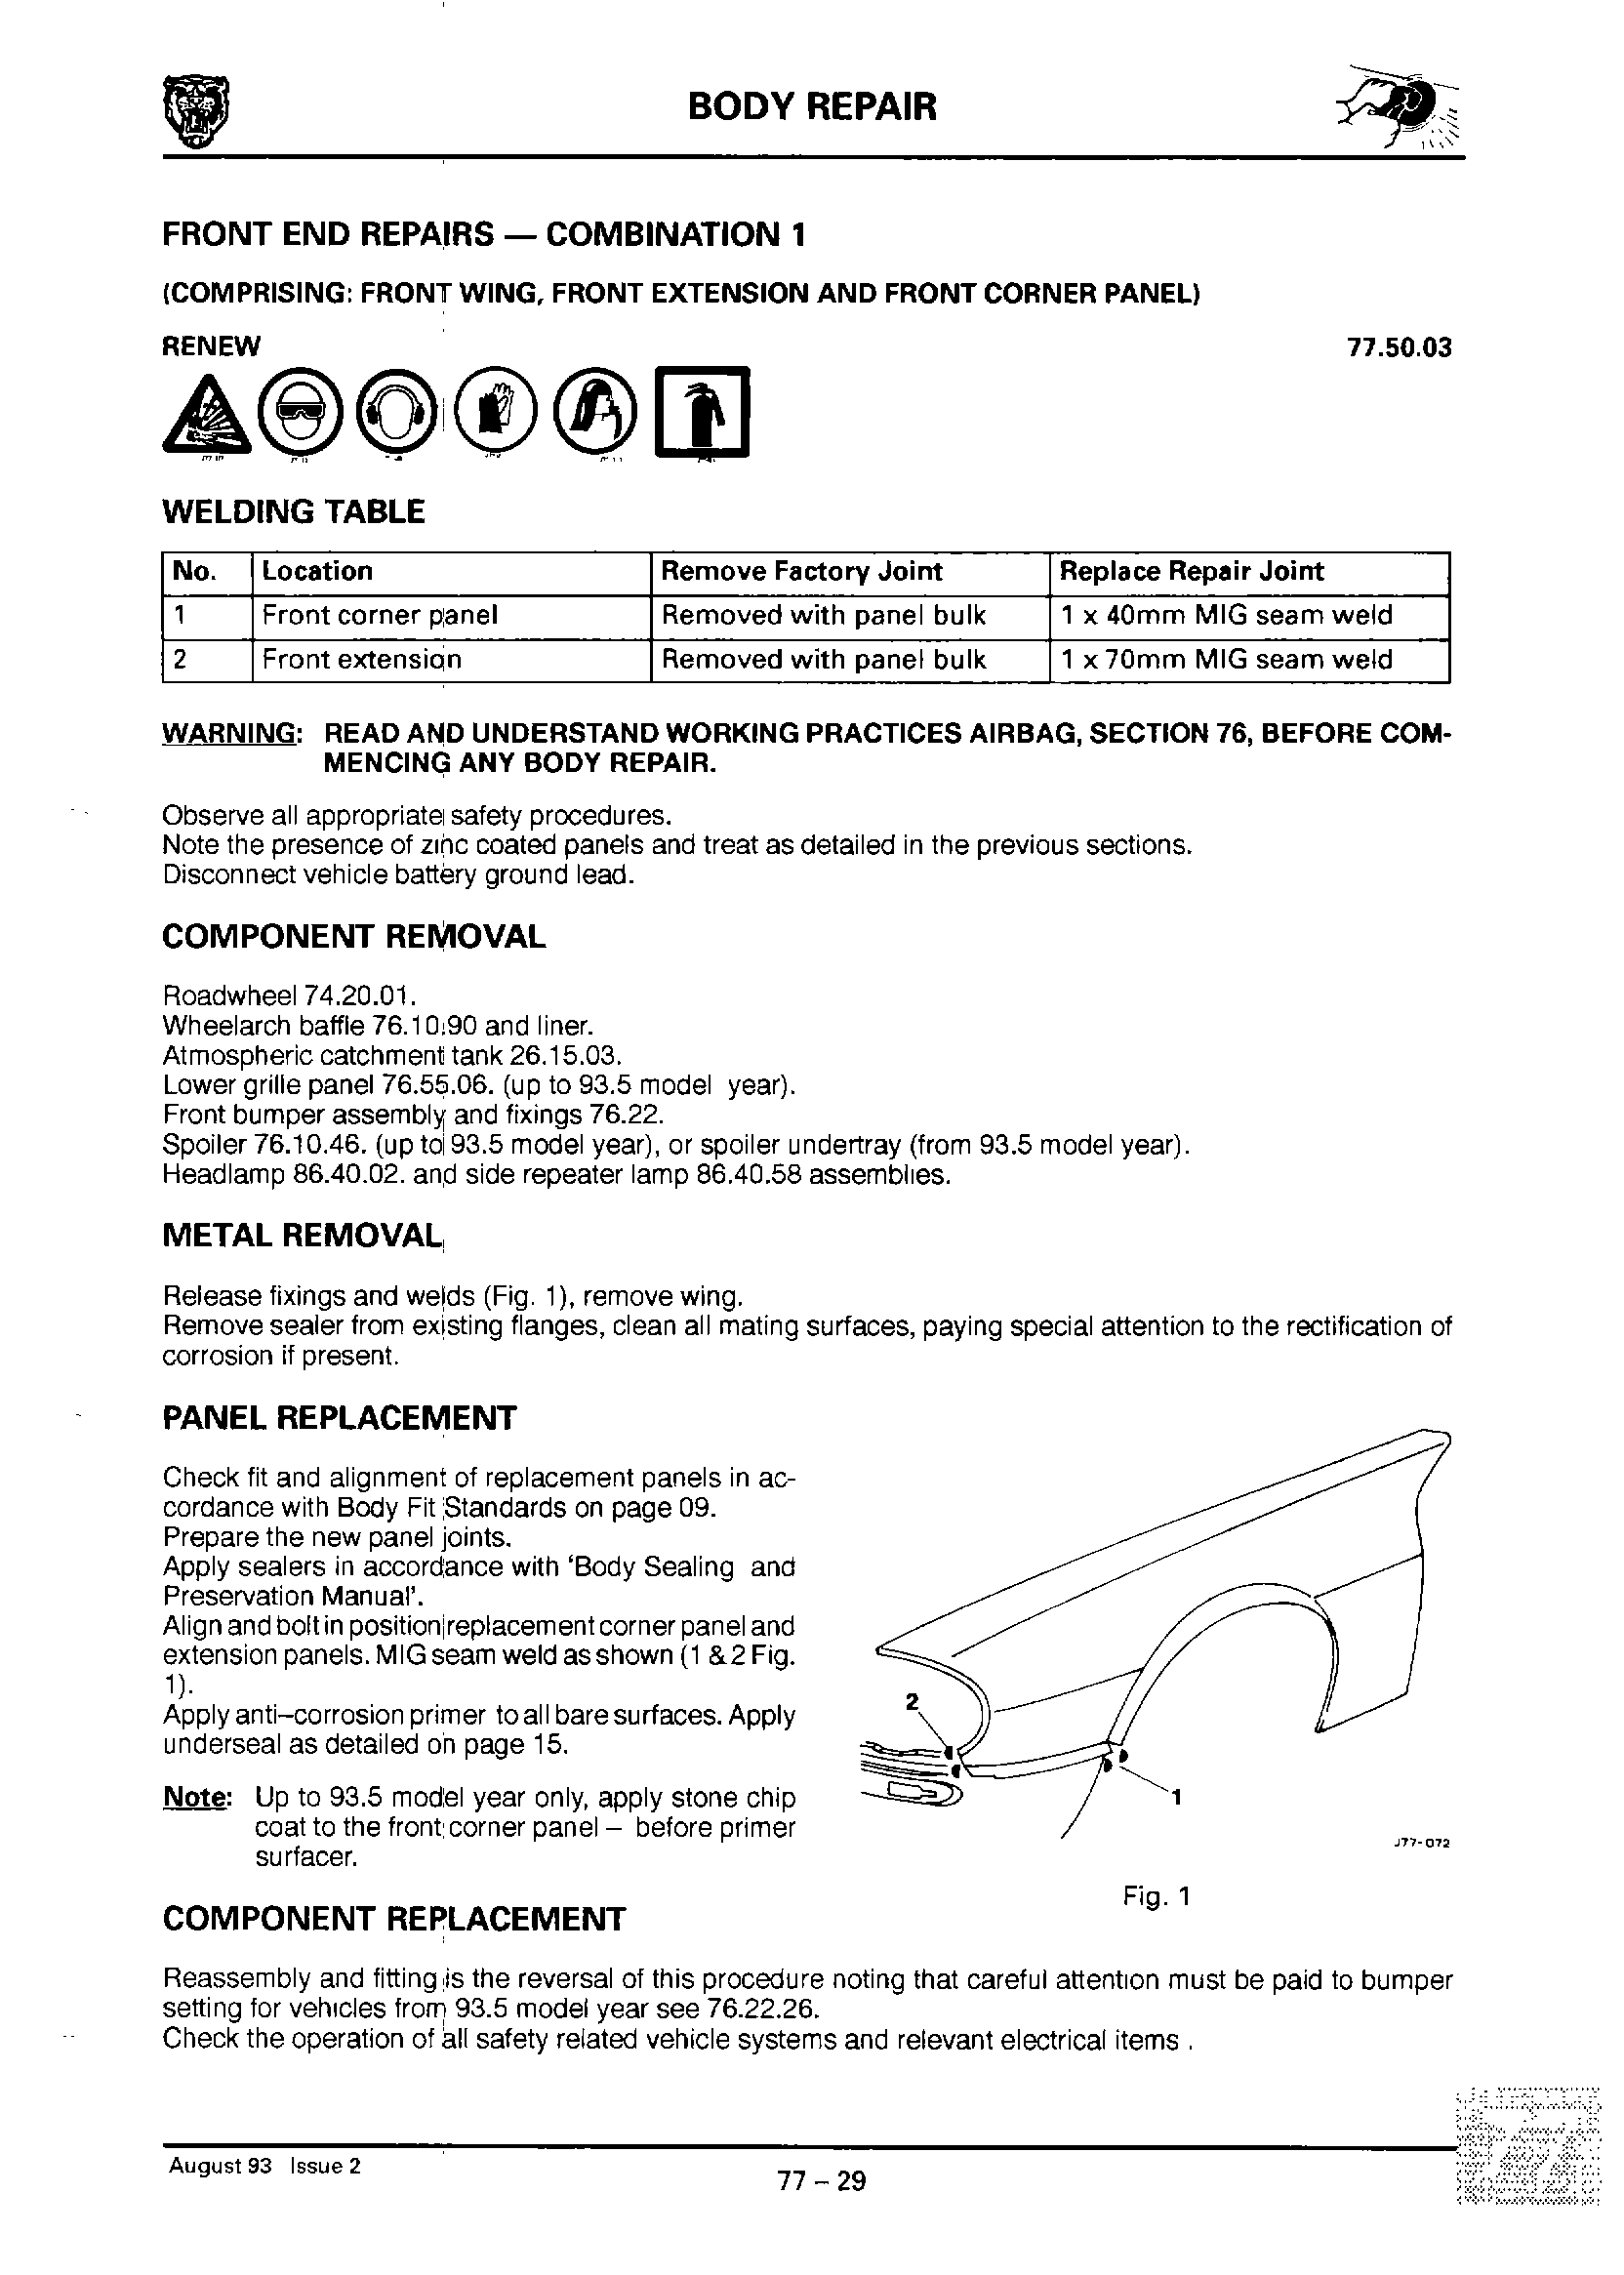 BODY REPAIR
FRONT END REPAIRS — COMBINATION 1
(COMPRISING: FRONT WING, FRONT EXTENSION AND FRONT CORNER PANEL)
RENEW 77.50.03
WELDING TABLE
No. Location Remove Factory Joint Replace Repair Joint
1 Front corner panel Removed with panel bulk 1 x 40mm MIG seam weld
2 Front extension Removed with panel bulk 1 x 70mm MIG seam weld
WARNING: READ AND UNDERSTAND WORKING PRACTICES AIRBAG, SECTION 76, BEFORE COM-
MENCING ANY BODY REPAIR.
Observe all appropriate safety procedures.
Note the presence of zinc coated panels and treat as detailed in the previous sections.
Disconnect vehicle battery ground lead.
COMPONENT REMOVAL
Roadwheel 74.20.01.
Wheelarch baffle 76.10.90 and liner.
Atmospheric catchment tank 26.15.03.
Lower grille panel 76.55.06. (up to 93.5 model year).
Front bumper assembly and fixings 76.22.
Spoiler 76.10.46. (up to 93.5 model year), or spoiler undertray (from 93.5 model year).
Headlamp 86.40.02. and side repeater lamp 86.40.58 assemblies.
METAL REMOVAL
Release fixings and welds (Fig. 1), remove wing.
Remove sealer from existing flanges, clean all mating surfaces, paying special attention to the rectification of
corrosion if present.
PANEL REPLACEMENT
Check fit and alignment of replacement panels in ac-
cordance with Body Fit Standards on page 09.
Prepare the new panel joints.
Apply sealers in accordance with ‘Body Sealing and
Preservation Manual’.
Align and bolt in position replacement corner panel and
extension panels. MIG seam weld as shown (1 & 2 Fig.
1).
Apply anti–corrosion primer to all bare surfaces. Apply
underseal as detailed on page 15.
Note: Up to 93.5 model year only, apply stone chip
coat to the front corner panel – before primer
surfacer.
2
1
J77-072
Fig. 1
COMPONENT REPLACEMENT
Reassembly and fitting is the reversal of this procedure noting that careful attention must be paid to bumper
setting for vehicles from 93.5 model year see 76.22.26.
Check the operation of all safety related vehicle systems and relevant electrical items .
August 93 Issue 2
77 – 29